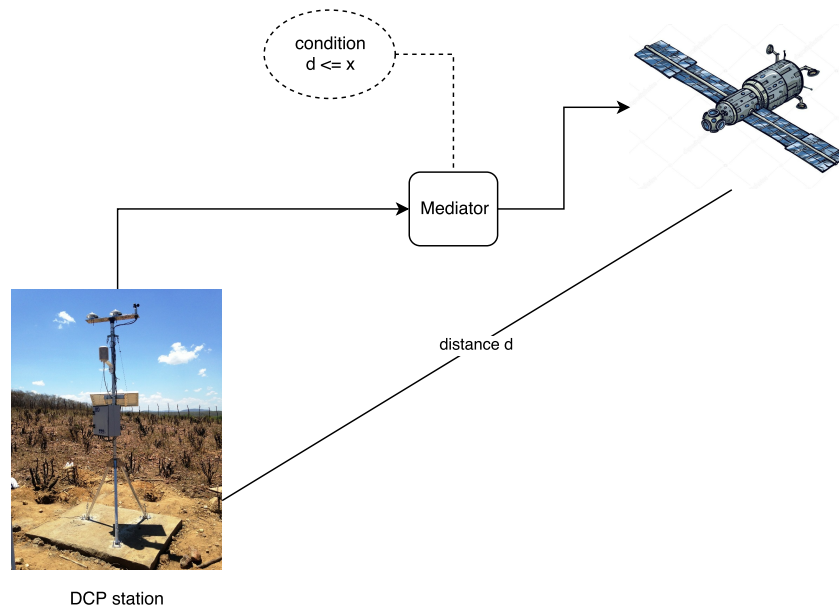 condition
d <= x
Mediator
distance d
DCP station